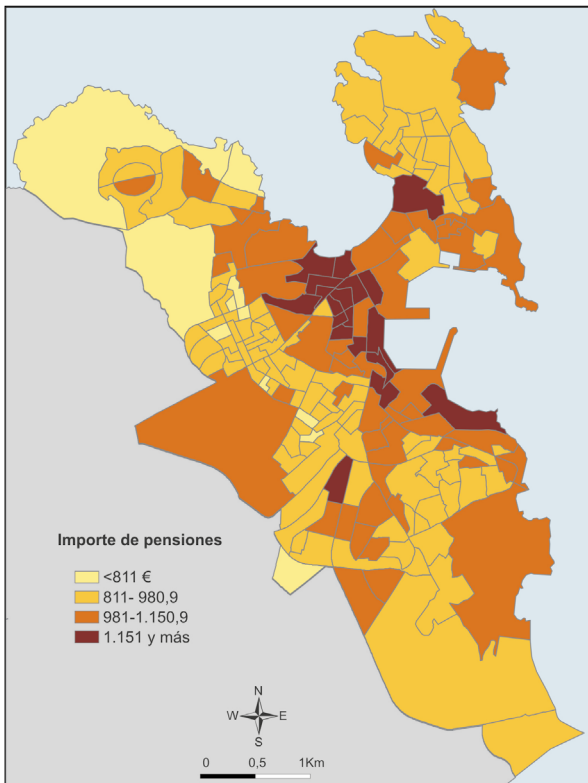 Importe de pensiones
<811 €
811- 980,9
981-1.150,9
1.151 y más
N
W E
S
0 0,5 1Km